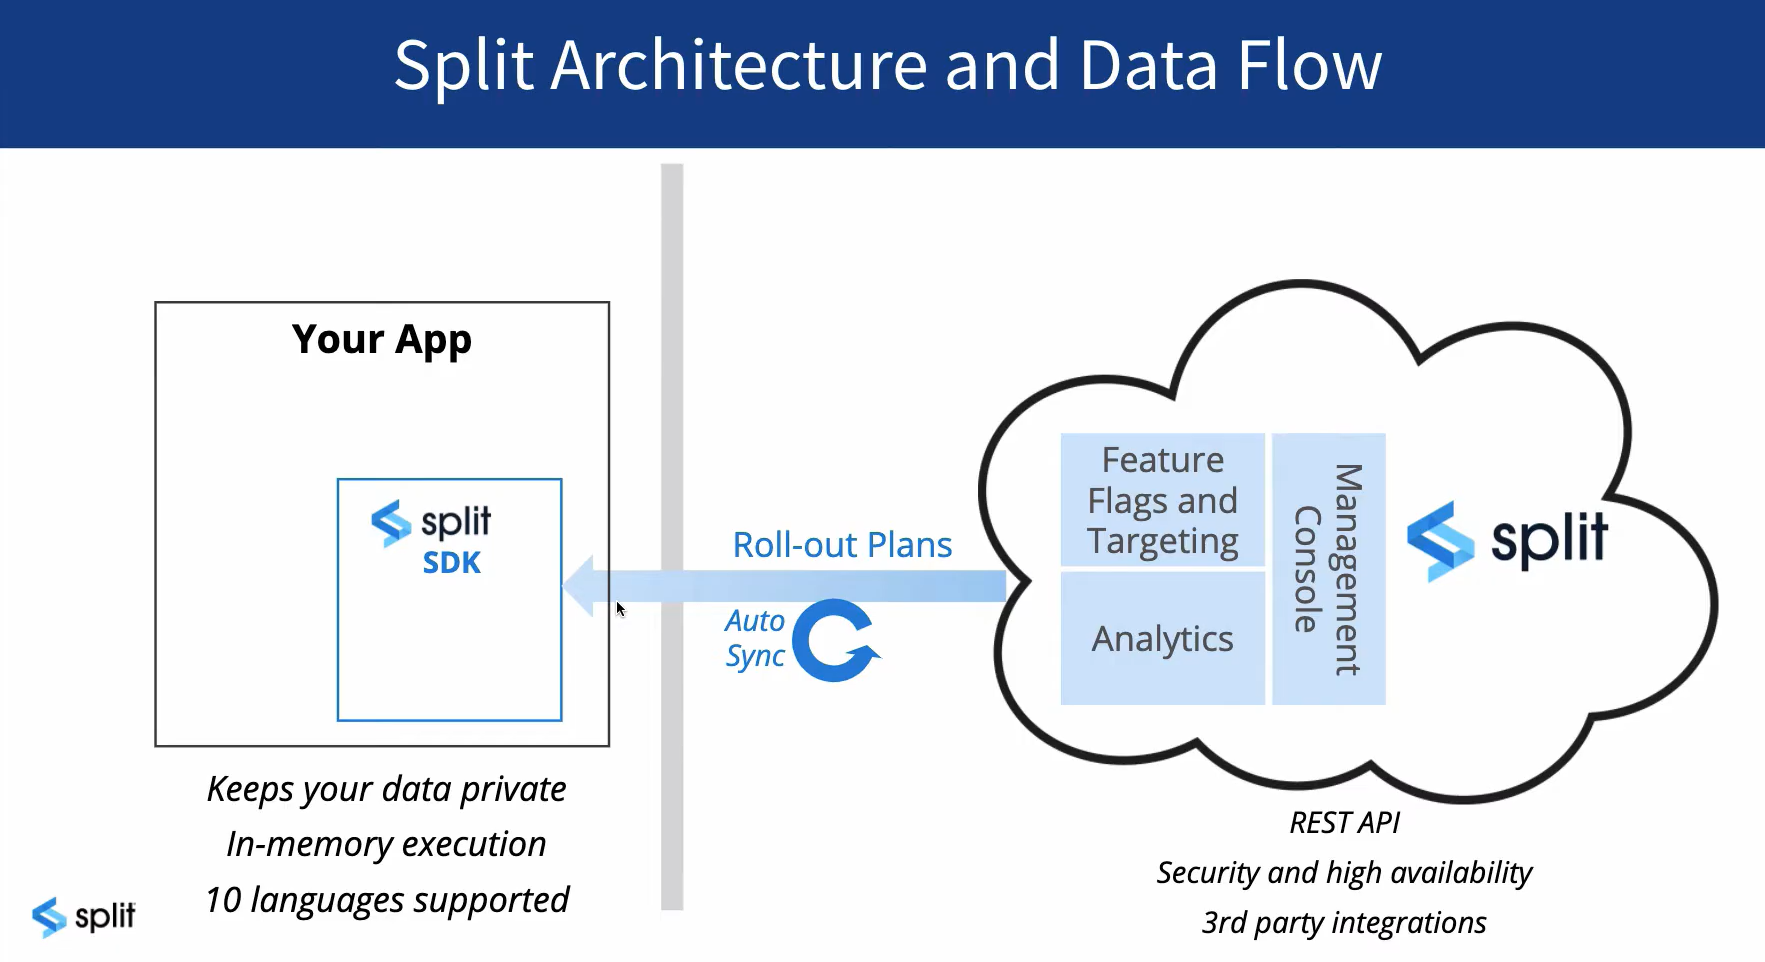 Split Architecture and Data Flow
Your App
split
SDK
Keeps your data private
In-memory execution
10 languages supported
Roll-out Plans
Auto
Sync
Feature
Flags and
Targeting
Analytics
Management
Console
split
REST API
Security and high availability
3rd party integrations
split